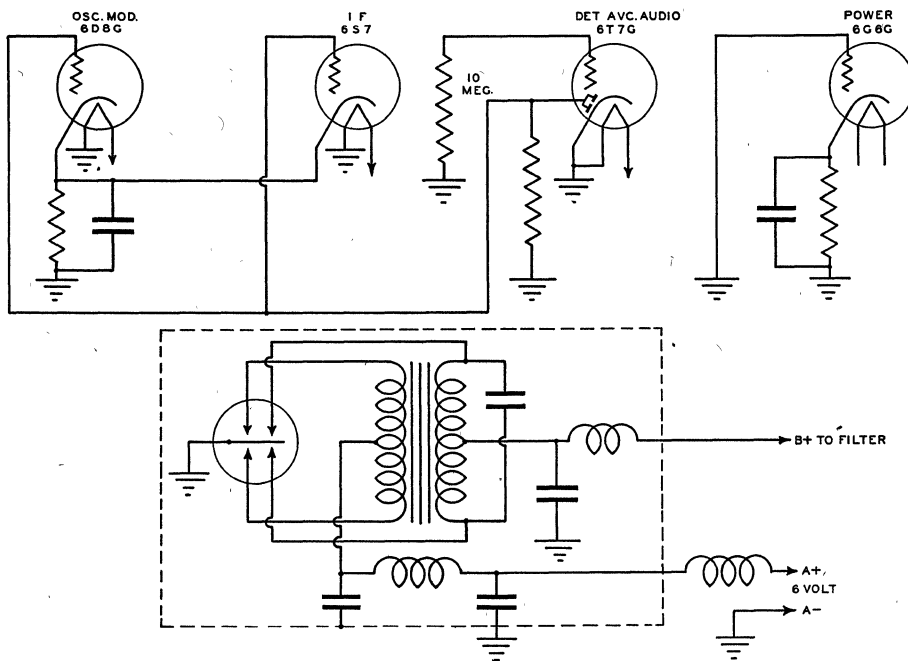 OSC. MOD.
6D8G
I F
6S7
DET AVC. AUDIO
6T7G
POWER
6G6G
10
MEG.
B+ TO FILTER
A+,
6 VOLT
A-